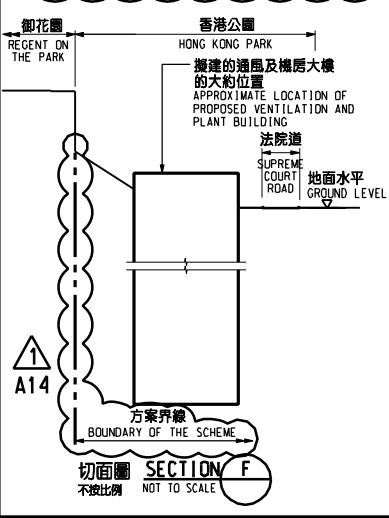 御花園
REGENT ON
THE PARK
香港公園
HONG KONG PARK
擬建的通風及機房大樓
的大約位置
APPROXIMATE LOCATION OF
PROPOSED VENTILATION AND
PLANT BUILDING
法院道
SUPREME
COURT
ROAD
地面水平
GROUND LEVEL
1
A14
方案界線
BOUNDARY OF THE SCHEME
切面圖 SECTION F
不按比例 NOT TO SCALE